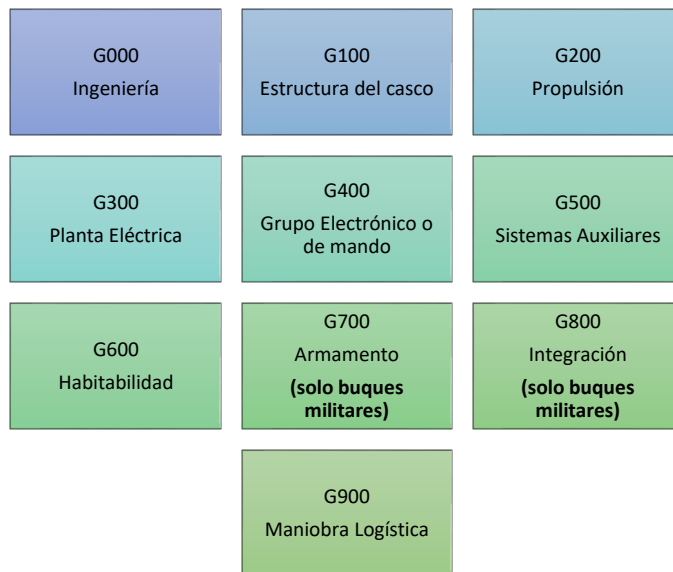 G000
Ingeniería
G100
Estructura del casco
G200
Propulsión
G300
Planta Eléctrica
G400
Grupo Electrónico o
de mando
G500
Sistemas Auxiliares
G600
Habitabilidad
G700
Armamento
(solo buques
militares)
G800
Integración
(solo buques
militares)
G900
Maniobra Logística